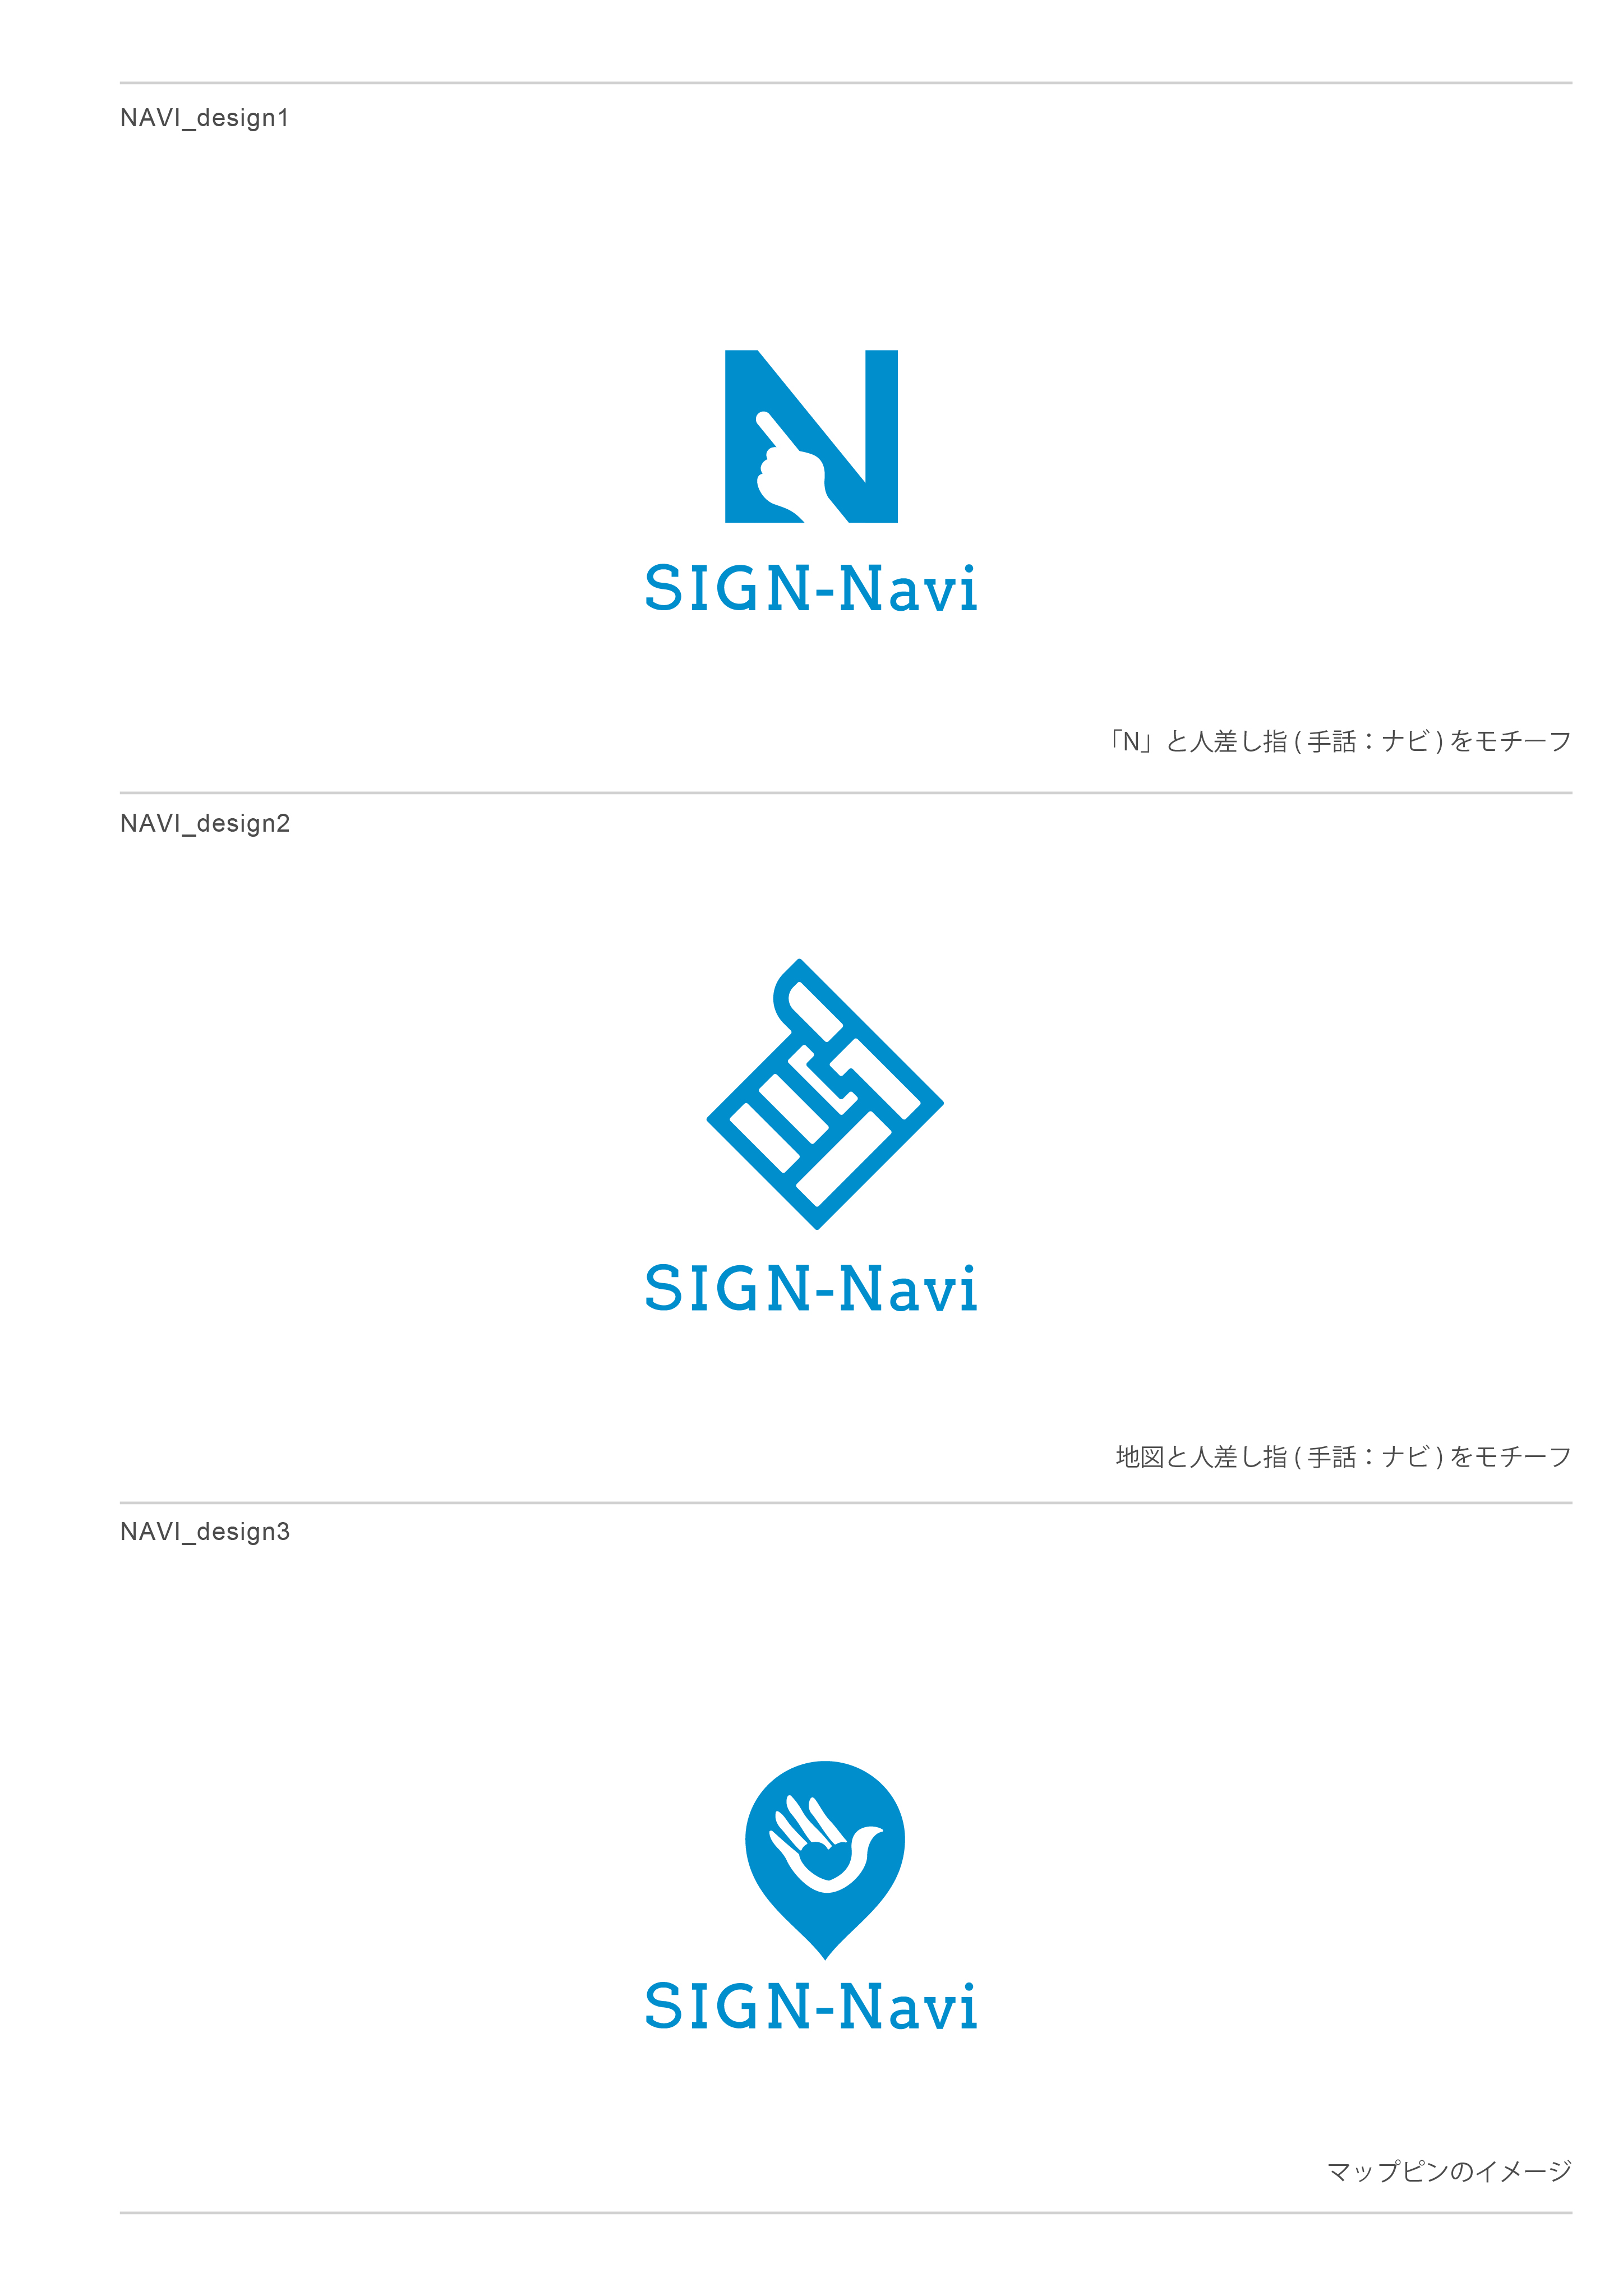 NAVI_design1
SIGN-Navi
「N」と人差し指 ( 手話：ナビ ) をモチーフ
NAVI_design2
SIGN-Navi
地図と人差し指 ( 手話：ナビ ) をモチーフ
NAVI_design3
SIGN-Navi
マップピンのイメージ